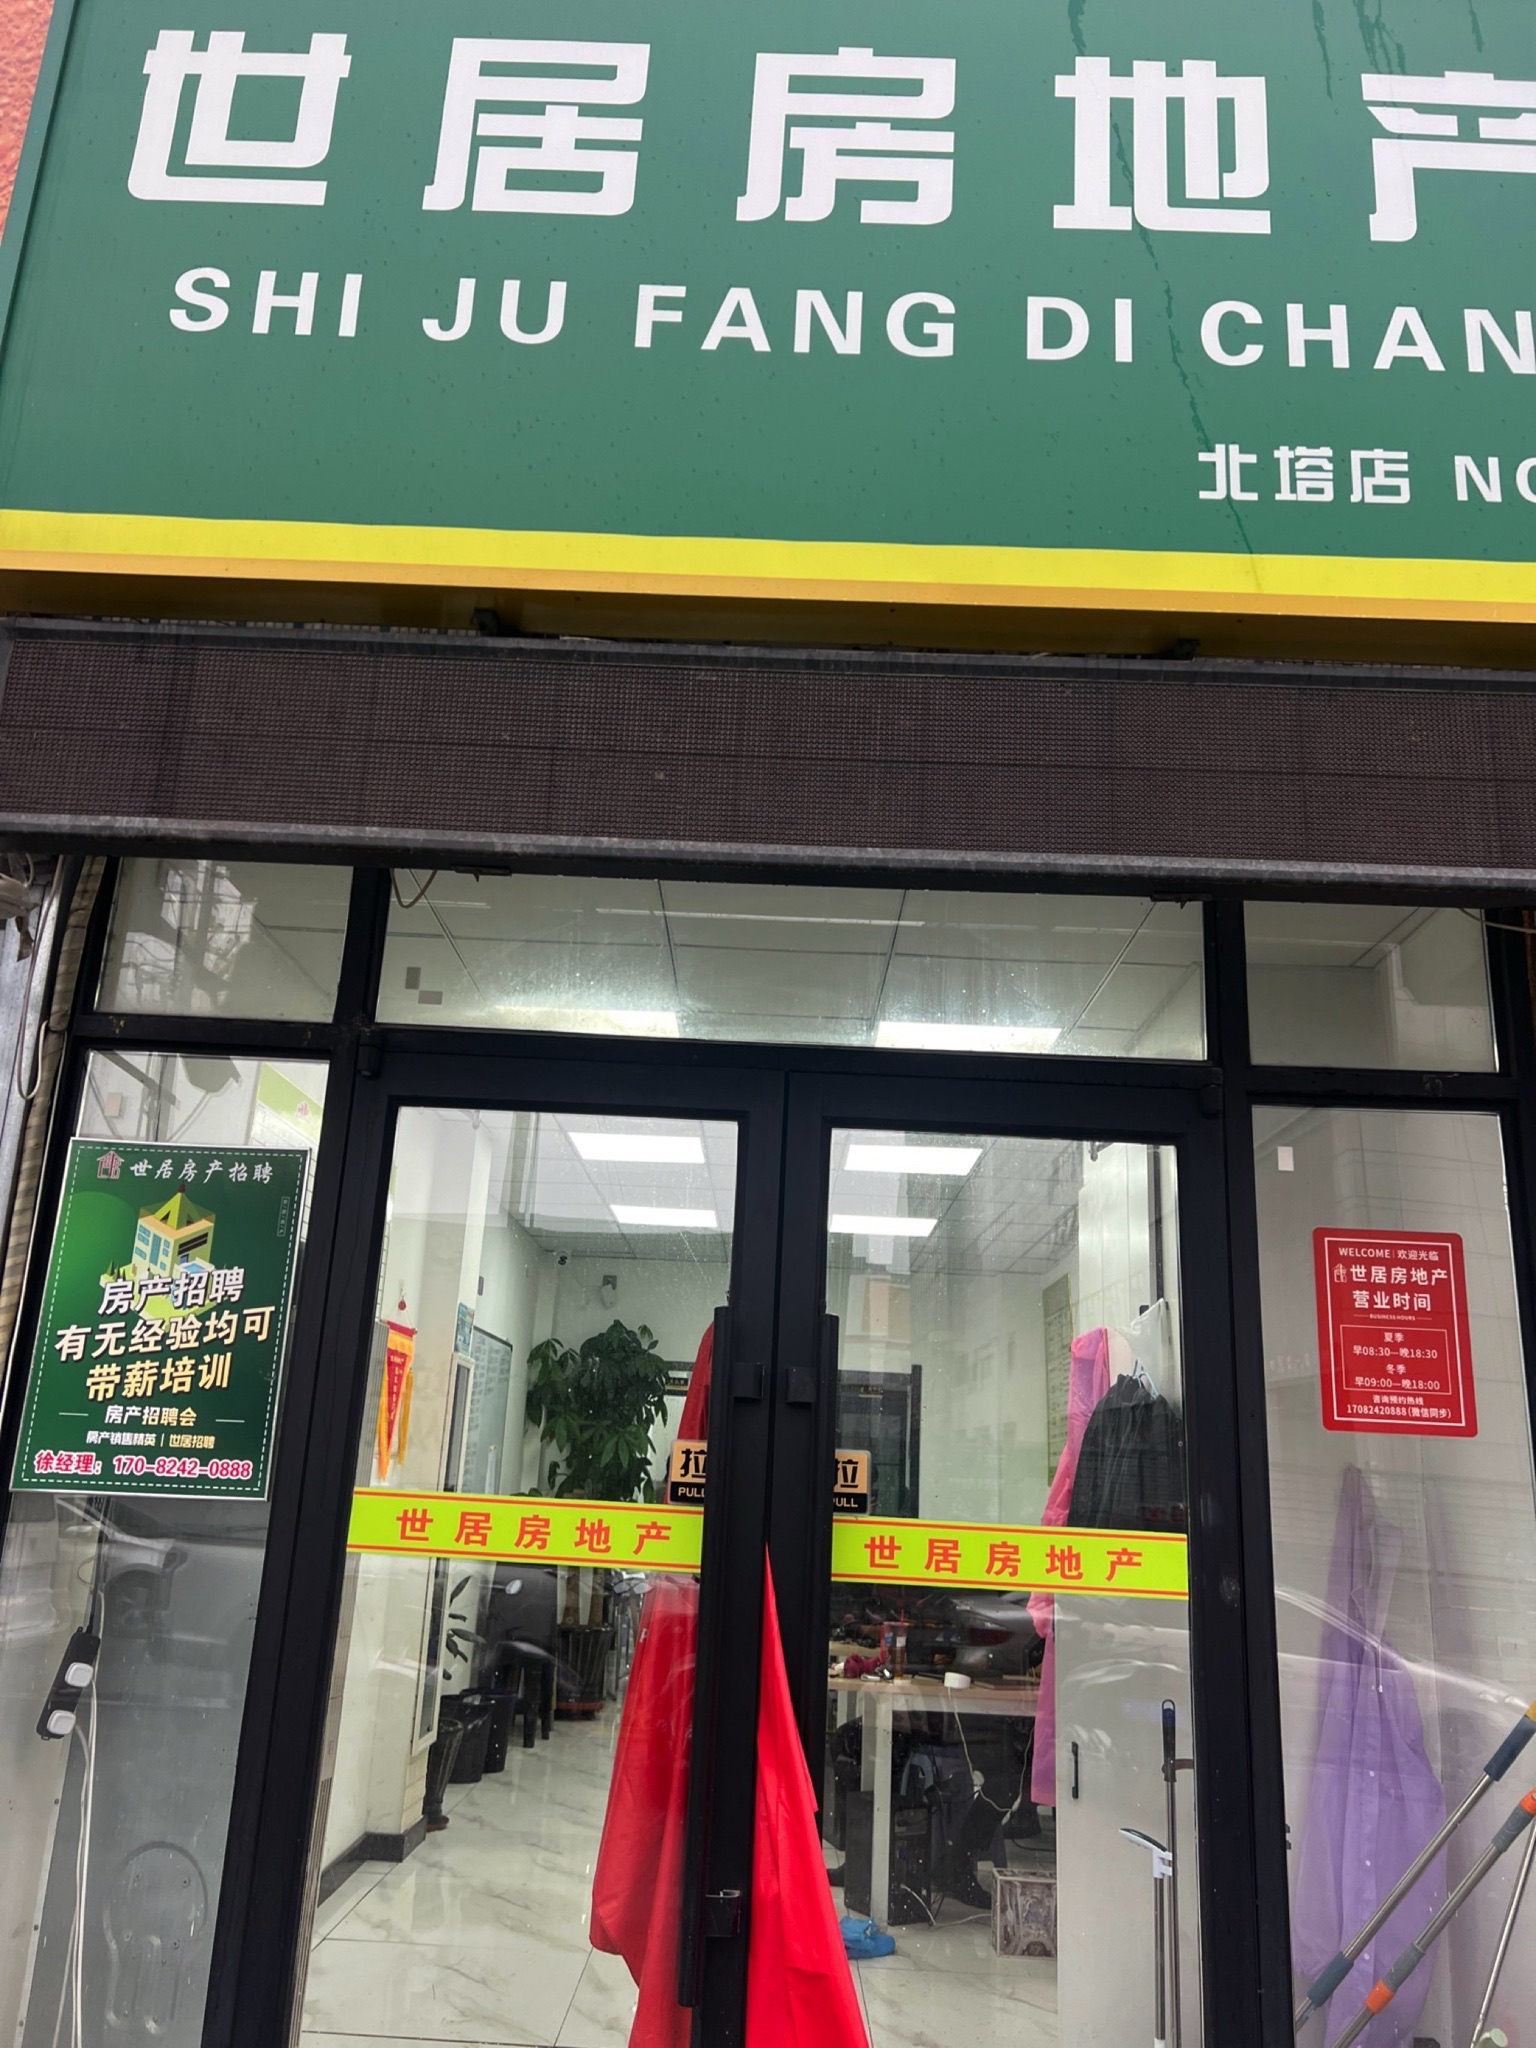 世居房地产
SHI JU FANG DI CHAN
北塔店
世居房产招聘
房产招聘
有无经验均可
带薪培训
房产招聘会
房产销售精英 | 世居招聘
徐经理：170-8242-0888
拉
PULL
拉
PULL
世居房地产
世居房地产
WELCOME | 欢迎光临
世居房地产
营业时间
BUSINESS HOURS
夏季
早08:30—晚18:30
冬季
早09:00—晚18:00
咨询预约热线
17082420888(微信同步)